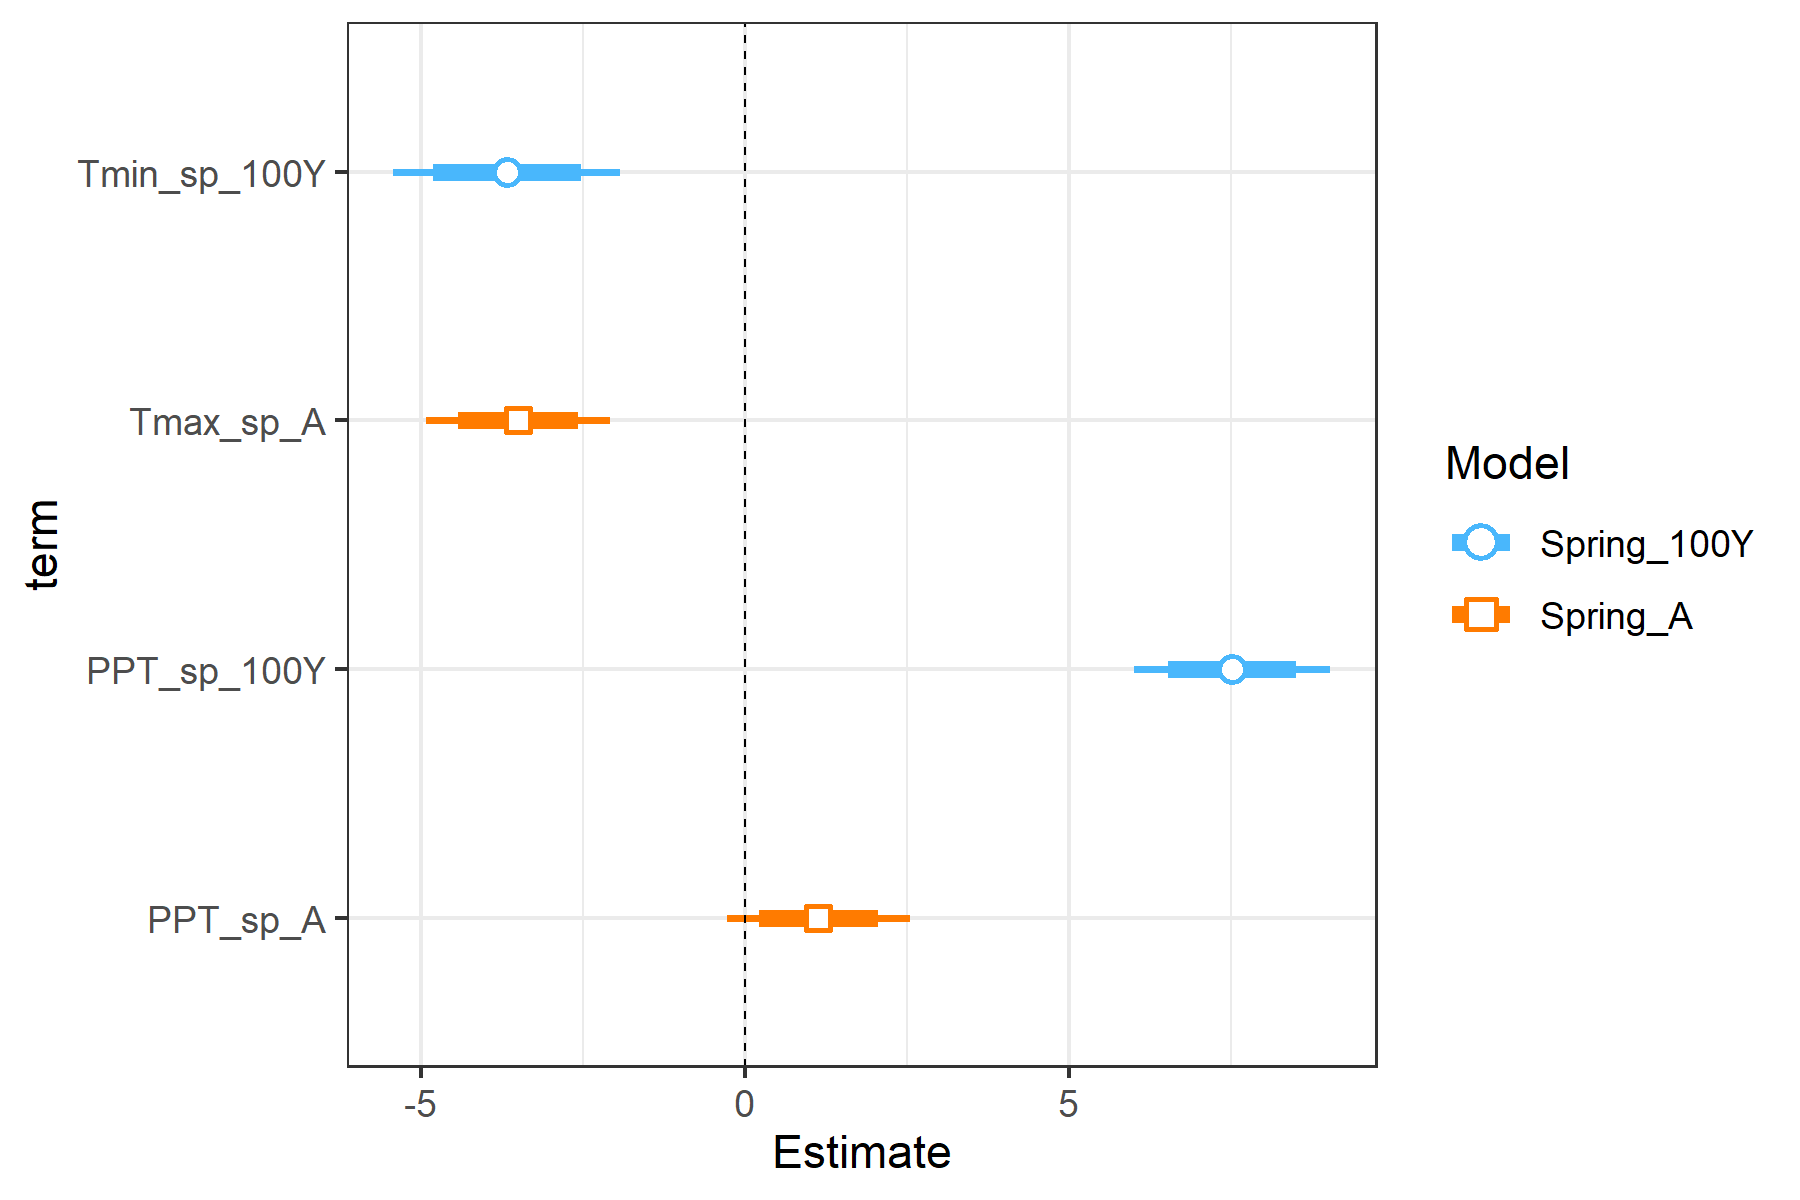 Tmin_sp_100Y
Tmax_sp_A
PPT_sp_100Y
PPT_sp_A
term
-5
0
5
Estimate
Model
Spring_100Y
Spring_A